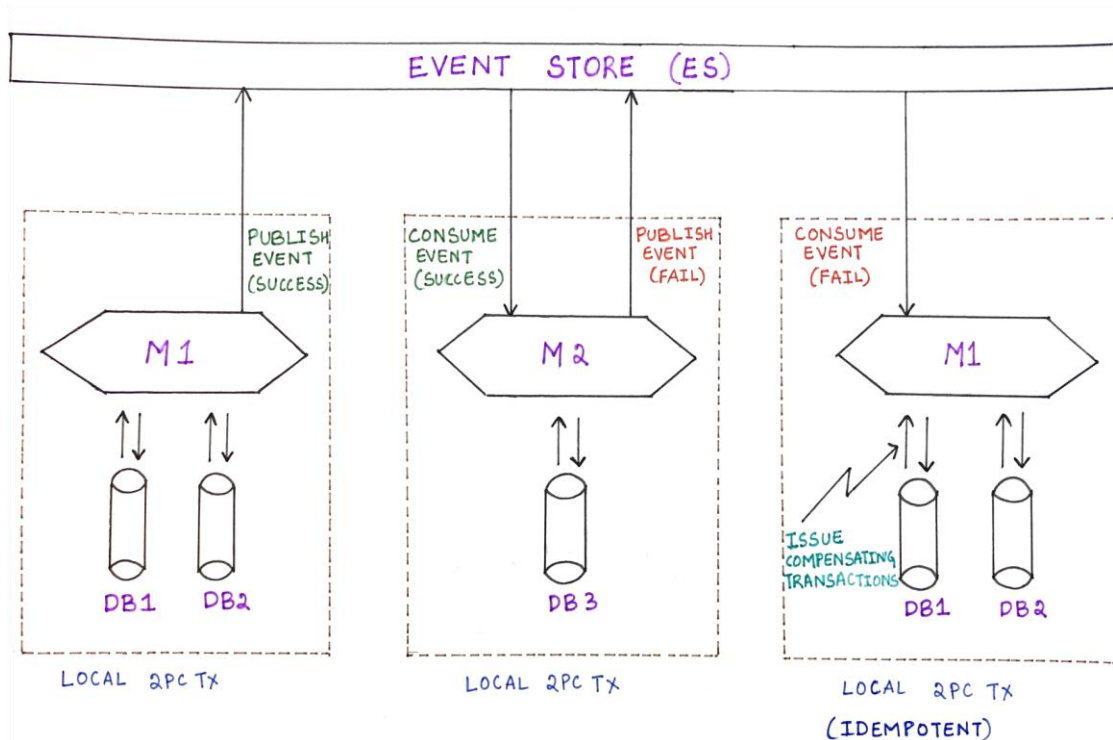 EVENT STORE (ES)
PUBLISH
EVENT
(SUCCESS)
M1
DB1
DB2
LOCAL 2PC TX
CONSUME
EVENT
(SUCCESS)
PUBLISH
EVENT
(FAIL)
M2
DB3
LOCAL 2PC TX
CONSUME
EVENT
(FAIL)
M1
ISSUE
COMPENSATING
TRANSACTIONS
DB1
DB2
LOCAL 2PC TX
(IDEMPOTENT)